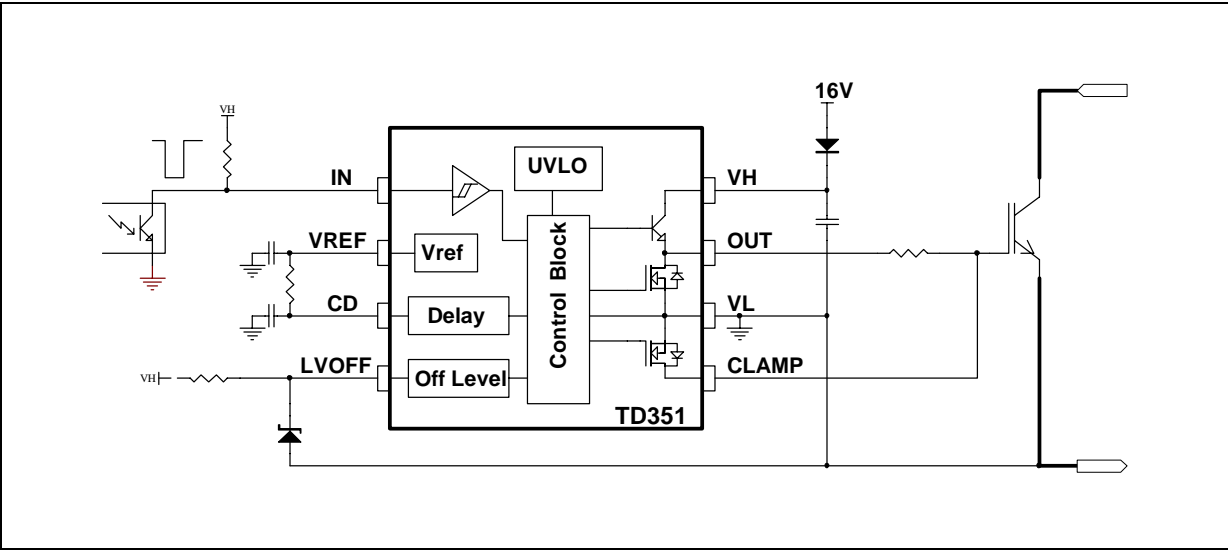 16V
VH
UVLO
IN
VH
VREF
Vref
OUT
Control Block
CD
Delay
VL
VH
LVOFF
Off Level
CLAMP
TD351